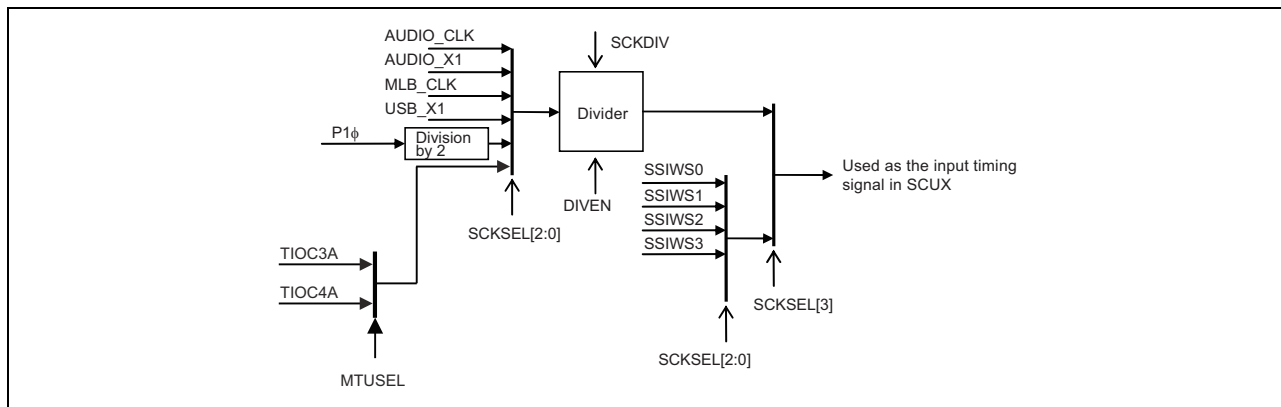 AUDIO_CLK
AUDIO_X1
MLB_CLK
USB_X1
P1ϕ
Division
by 2
SCKDIV
Divider
DIVEN
SCKSEL[2:0]
SSIWS0
SSIWS1
SSIWS2
SSIWS3
Used as the input timing
signal in SCUX
SCKSEL[3]
SCKSEL[2:0]
TIOC3A
TIOC4A
MTUSEL